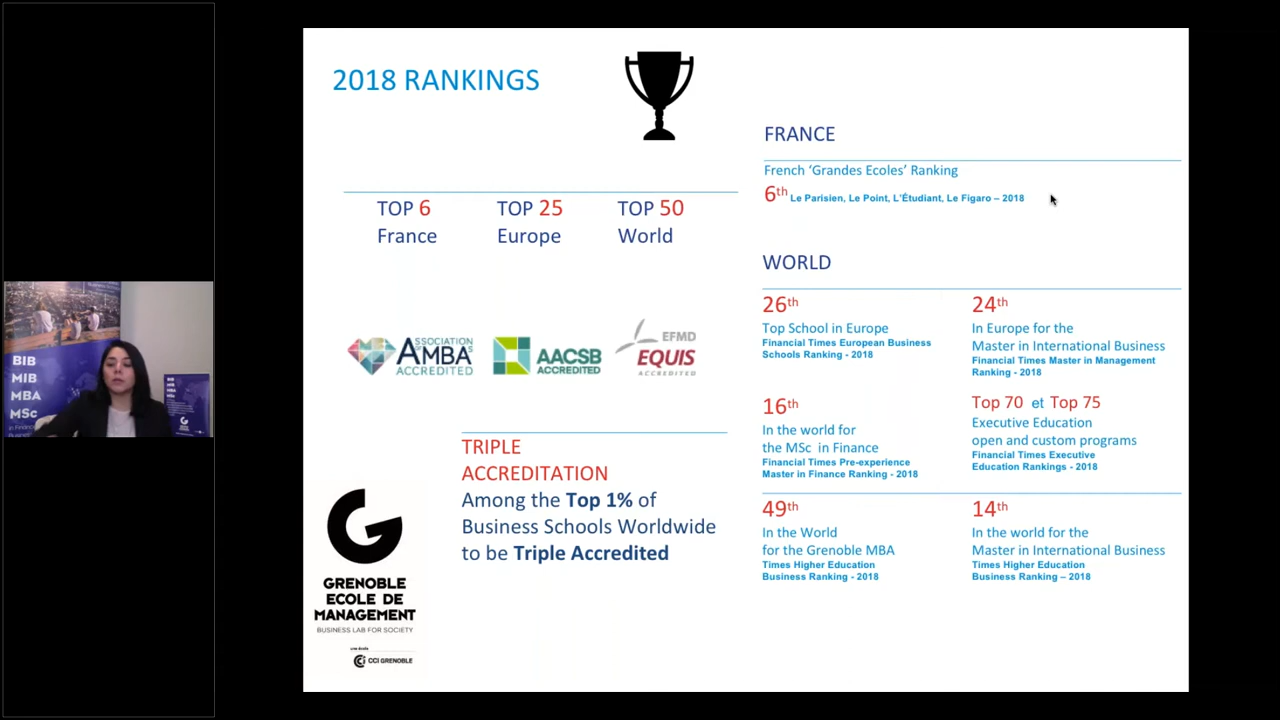 2018 RANKINGS
TOP 6
France
TOP 25
Europe
TOP 50
World
ASSOCIATION
AMBA
ACCREDITED
AACSB
ACCREDITED
EFMD
EQUIS
ACCREDITED
TRIPLE
ACCREDITATION
Among the Top 1% of
Business Schools Worldwide
to be Triple Accredited
GRENOBLE
ECOLE DE
MANAGEMENT
BUSINESS LAB FOR SOCIETY
une école
CCI GRENOBLE
FRANCE
French ‘Grandes Ecoles’ Ranking
6th Le Parisien, Le Point, L’Étudiant, Le Figaro – 2018
WORLD
26th
Top School in Europe
Financial Times European Business
Schools Ranking - 2018
24th
In Europe for the
Master in International Business
Financial Times Master in Management
Ranking - 2018
16th
In the world for
the MSc in Finance
Financial Times Pre-experience
Master in Finance Ranking - 2018
Top 70 et Top 75
Executive Education
open and custom programs
Financial Times Executive
Education Rankings - 2018
49th
In the World
for the Grenoble MBA
Times Higher Education
Business Ranking - 2018
14th
In the world for the
Master in International Business
Times Higher Education
Business Ranking – 2018
BIB
MIB
MBA
MSc